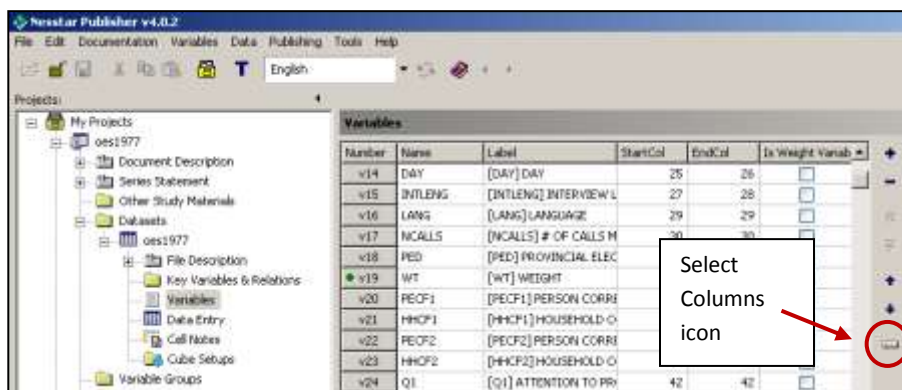 Nesstar Publisher v4.0.2
File Edit Documentation Variables Data Publishing Tools Help
T English
Projects:
My Projects
oes1977
Document Description
Series Statement
Other Study Materials
Datasets
oes1977
File Description
Key Variables & Relations
Variables
Data Entry
Cell Notes
Cube Setups
Variable Groups
Variables
Number Name Label StartCol EndCol Is Weight Variab
v14 DAY [DAY] DAY 25 26
v15 INTLENG [INTLENG] INTERVIEW L 27 28
v16 LANG [LANG] LANGUAGE 29 29
v17 NCALLS [NCALLS] # OF CALLS M 30 30
v18 PED [PED] PROVINCIAL ELEC
v19 WT [WT] WEIGHT
v20 PECF1 [PECF1] PERSON CORRE
v21 HHCF1 [HHCF1] HOUSEHOLD C
v22 PECF2 [PECF2] PERSON CORRE
v23 HHCF2 [HHCF2] HOUSEHOLD C
v24 Q1 [Q1] ATTENTION TO PR 42 42
Select
Columns
icon